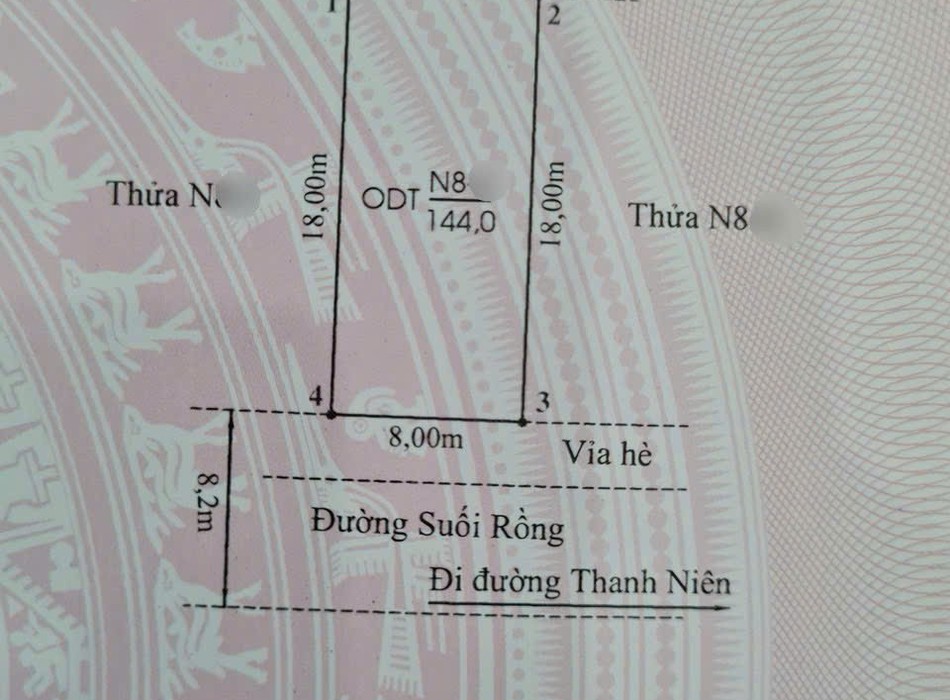 1
2
18,00m
18,00m
Thửa
ODT N8
144,0
Thửa N8
4
3
8,00m
Vỉa hè
8,2m
Đường Suối Rồng
Đi đường Thanh Niên